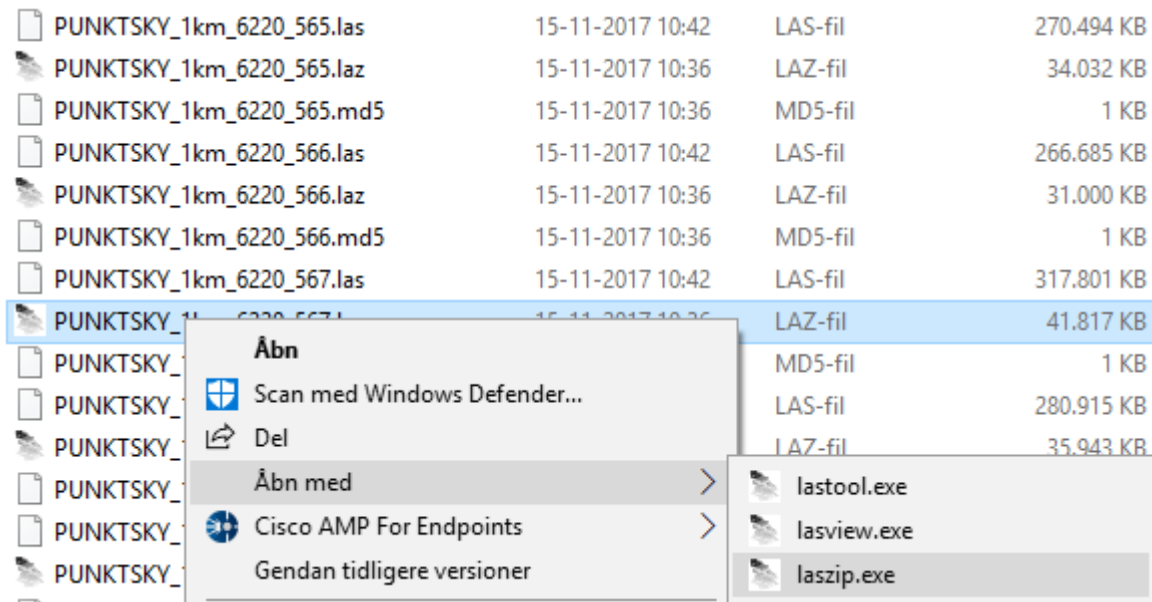 PUNKTSKY_1km_6220_565.las 15-11-2017 10:42 LAS-fil 270.494 KB
PUNKTSKY_1km_6220_565.laz 15-11-2017 10:36 LAZ-fil 34.032 KB
PUNKTSKY_1km_6220_565.md5 15-11-2017 10:36 MD5-fil 1 KB
PUNKTSKY_1km_6220_566.las 15-11-2017 10:42 LAS-fil 266.685 KB
PUNKTSKY_1km_6220_566.laz 15-11-2017 10:36 LAZ-fil 31.000 KB
PUNKTSKY_1km_6220_566.md5 15-11-2017 10:36 MD5-fil 1 KB
PUNKTSKY_1km_6220_567.las 15-11-2017 10:42 LAS-fil 317.801 KB
PUNKTSKY_ LAZ-fil 41.817 KB
PUNKTSKY_ MD5-fil 1 KB
PUNKTSKY_ LAS-fil 280.915 KB
PUNKTSKY_ LAZ-fil 35.943 KB
PUNKTSKY_
PUNKTSKY_
PUNKTSKY_
Åbn
Scan med Windows Defender...
Del
Åbn med
Cisco AMP For Endpoints
Gendan tidligere versioner
lastool.exe
lasview.exe
laszip.exe